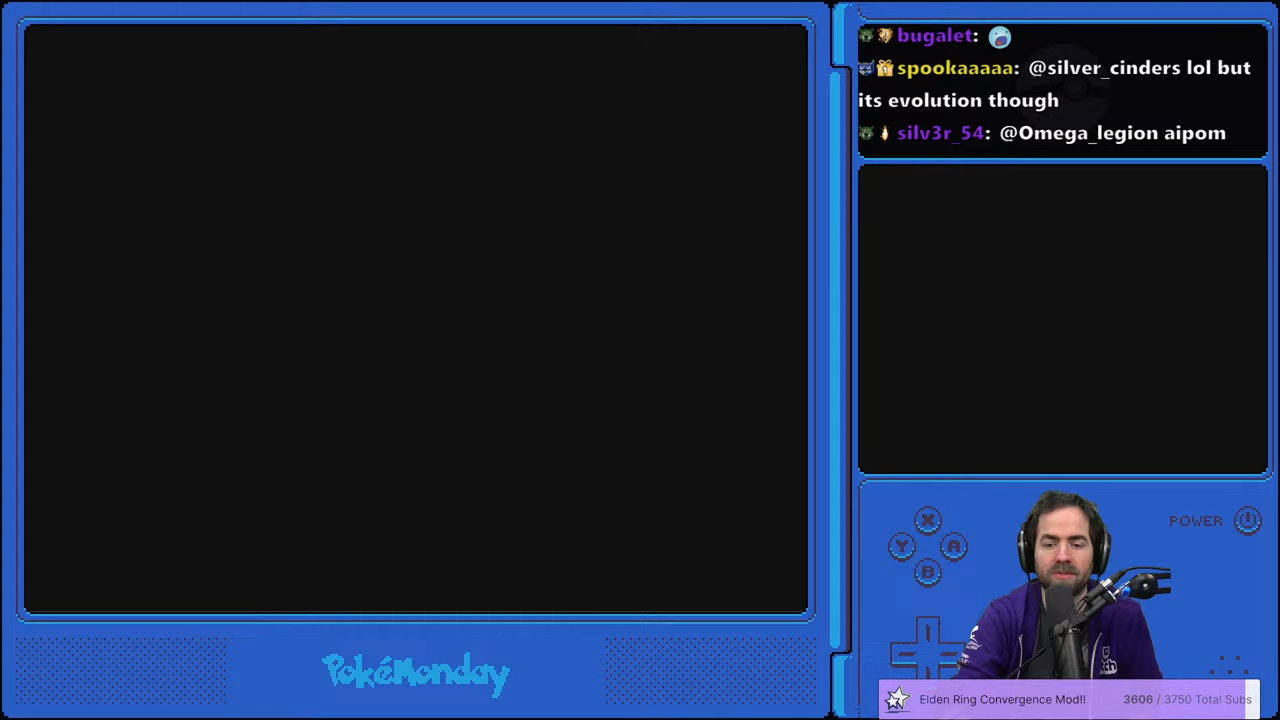 bugalet:
spookaaaaa: @silver_cinders lol but
its evolution though
silv3r_54: @Omega_legion aipom
X
POWER
Y
A
B
PokéMonday
Elden Ring Convergence Mod!! 3606 / 3750 Total Subs